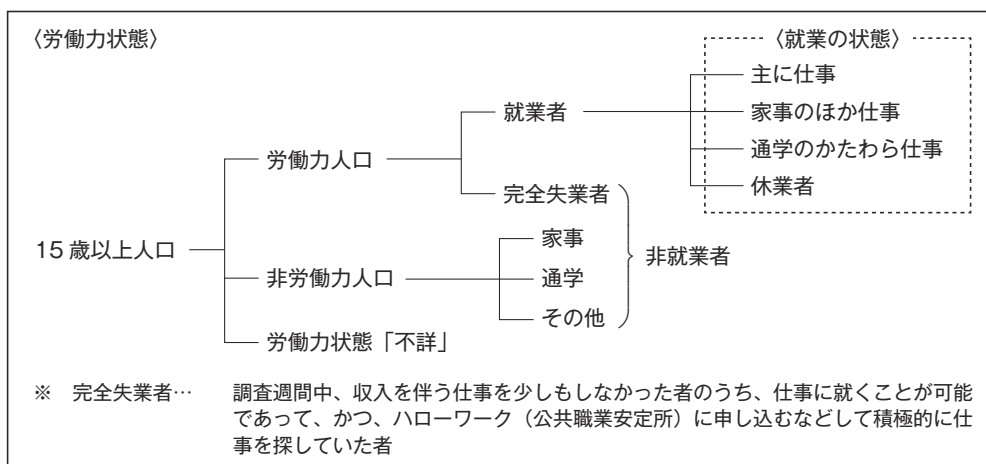 〈労働力状態〉
〈就業の状態〉
主に仕事
就業者
家事のほか仕事
通学のかたわら仕事
労働力人口
休業者
完全失業者
15歳以上人口
家事
非就業者
非労働力人口
通学
その他
労働力状態「不詳」
※ 完全失業者… 調査週間中、収入を伴う仕事を少しもしなかった者のうち、仕事に就くことが可能
であって、かつ、ハローワーク（公共職業安定所）に申し込むなどして積極的に仕
事を探していた者